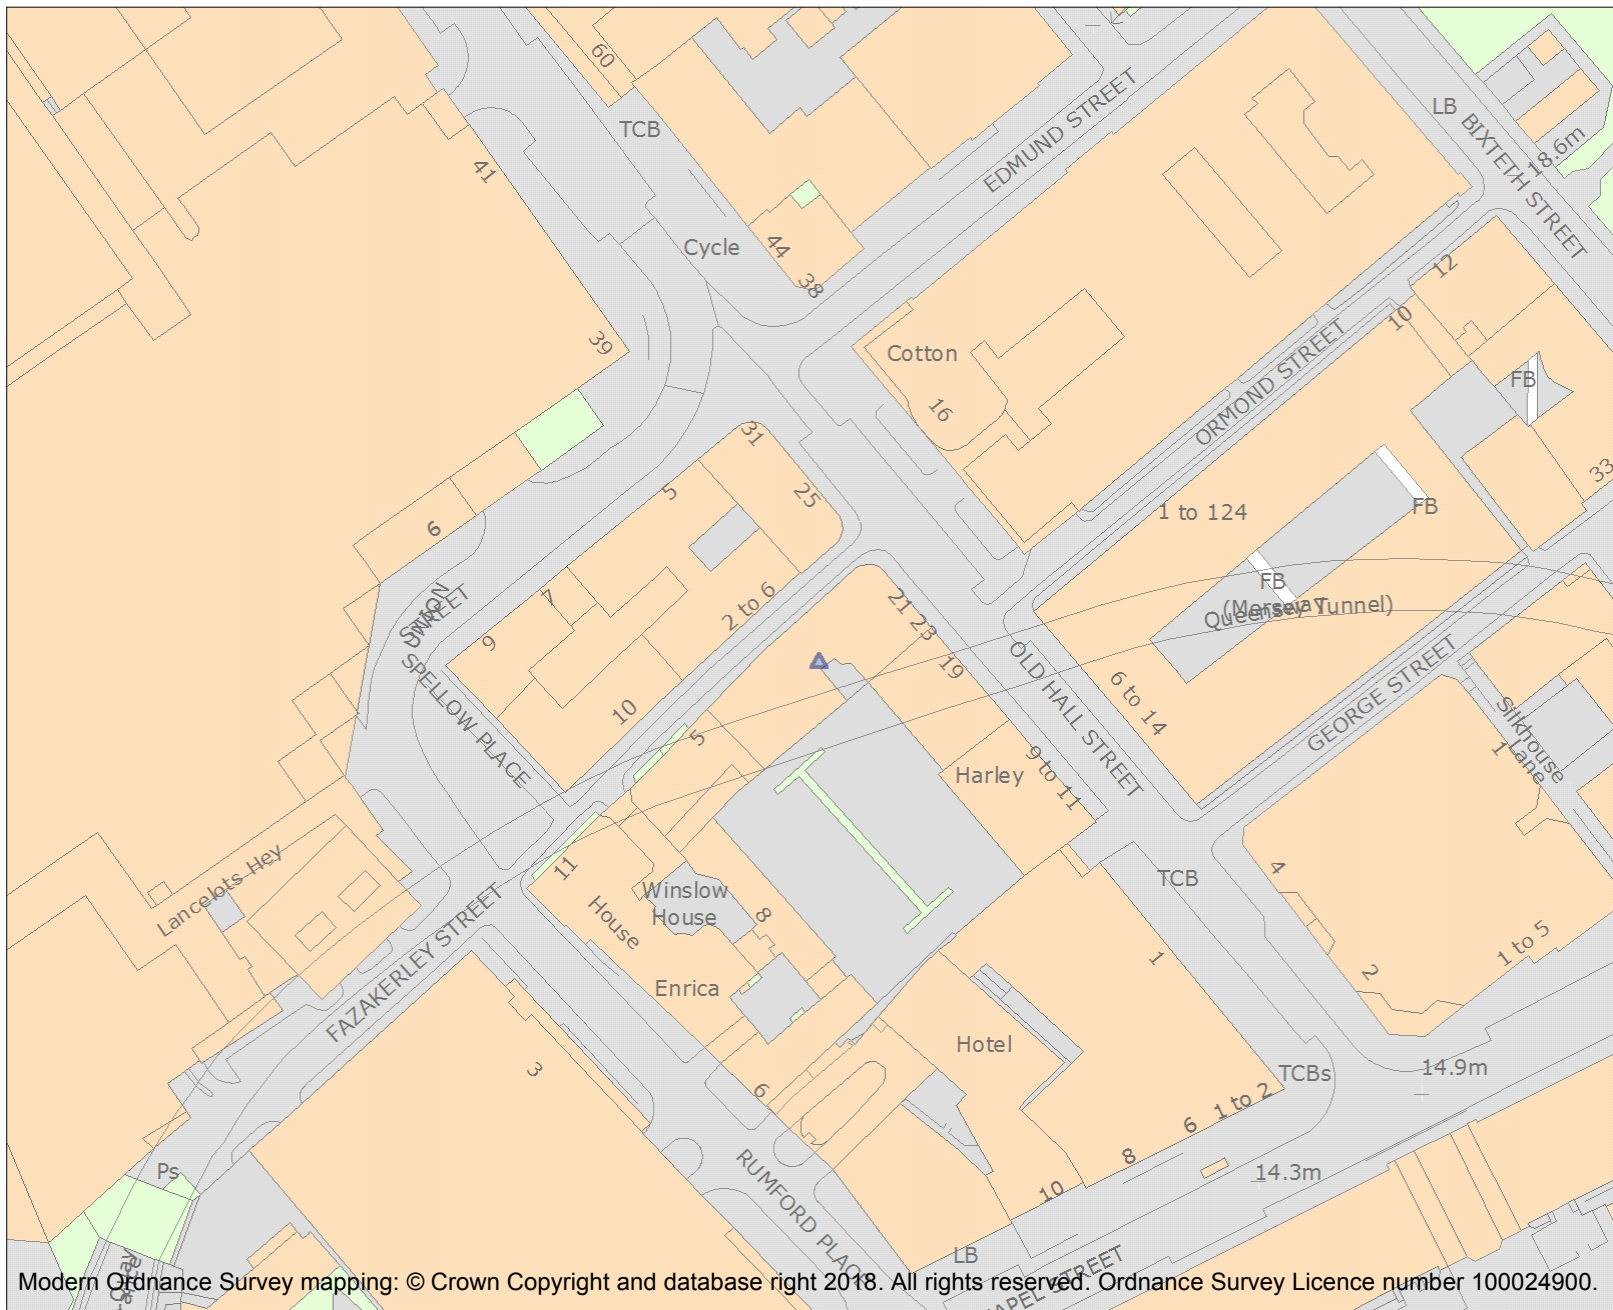 60
TCB
41
EDMUND STREET
LB
BIXTETH STREET
18.6m
Cycle
44
38
12
10
39
Cotton
16
ORMOND STREET
FB
31
25
5
33
6
1 to 124
FB
FB
(Mersey Tunnel)
Queensway
UNION
STREET
7
9
2 to 6
21
23
19
OLD HALL STREET
6 to 14
GEORGE STREET
SPELLOW PLACE
10
5
Silkhouse
Lane
1
Harley
9 to 11
Lancelots Hey
11
House
Winslow
House
8
TCB
4
FAZAKERLEY STREET
Enrica
1
2
1 to 5
3
Hotel
TCBs
14.9m
6
6
1 to 2
8
10
14.3m
Ps
RUMFORD PLACE
LB
Modern Ordnance Survey mapping: © Crown Copyright and database right 2018. All rights reserved. Ordnance Survey Licence number 100024900.